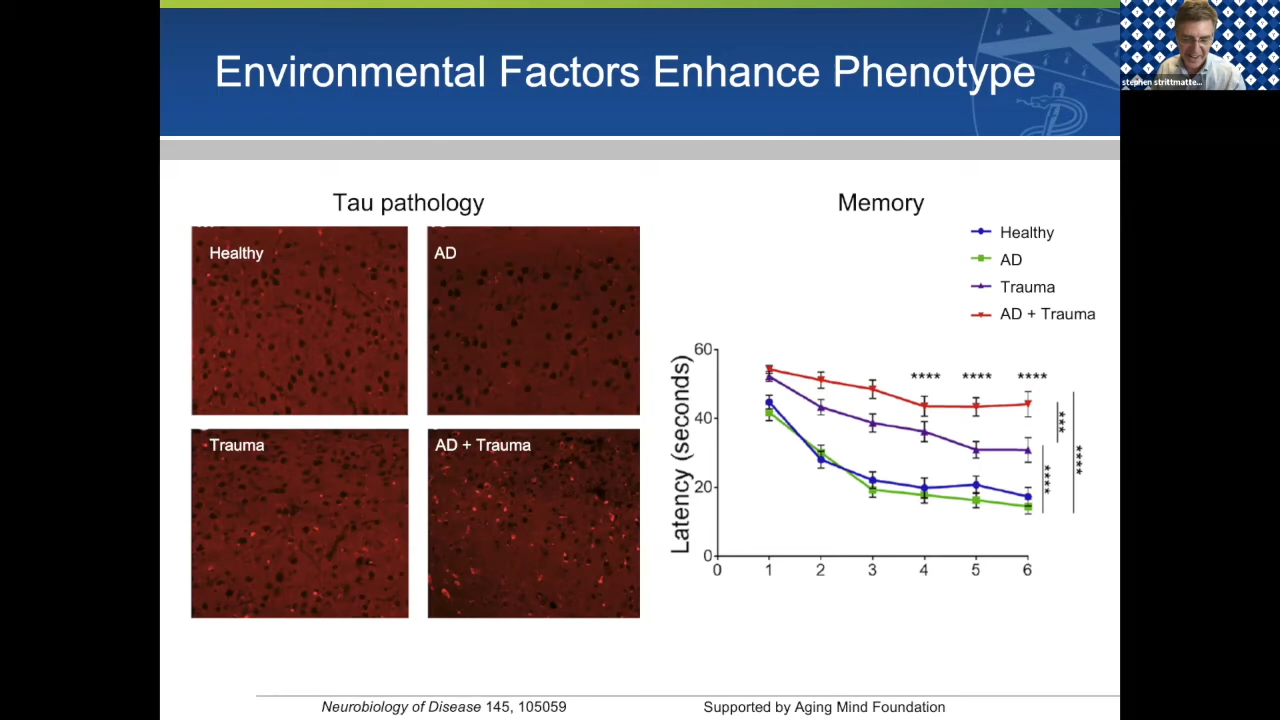 Environmental Factors Enhance Phenotype
stephen strittmatte...
Tau pathology
Healthy
AD
Trauma
AD + Trauma
Memory
Healthy
AD
Trauma
AD + Trauma
Latency (seconds)
60
40
20
0
0 1 2 3 4 5 6
**** **** ****
***
****
****
Neurobiology of Disease 145, 105059
Supported by Aging Mind Foundation